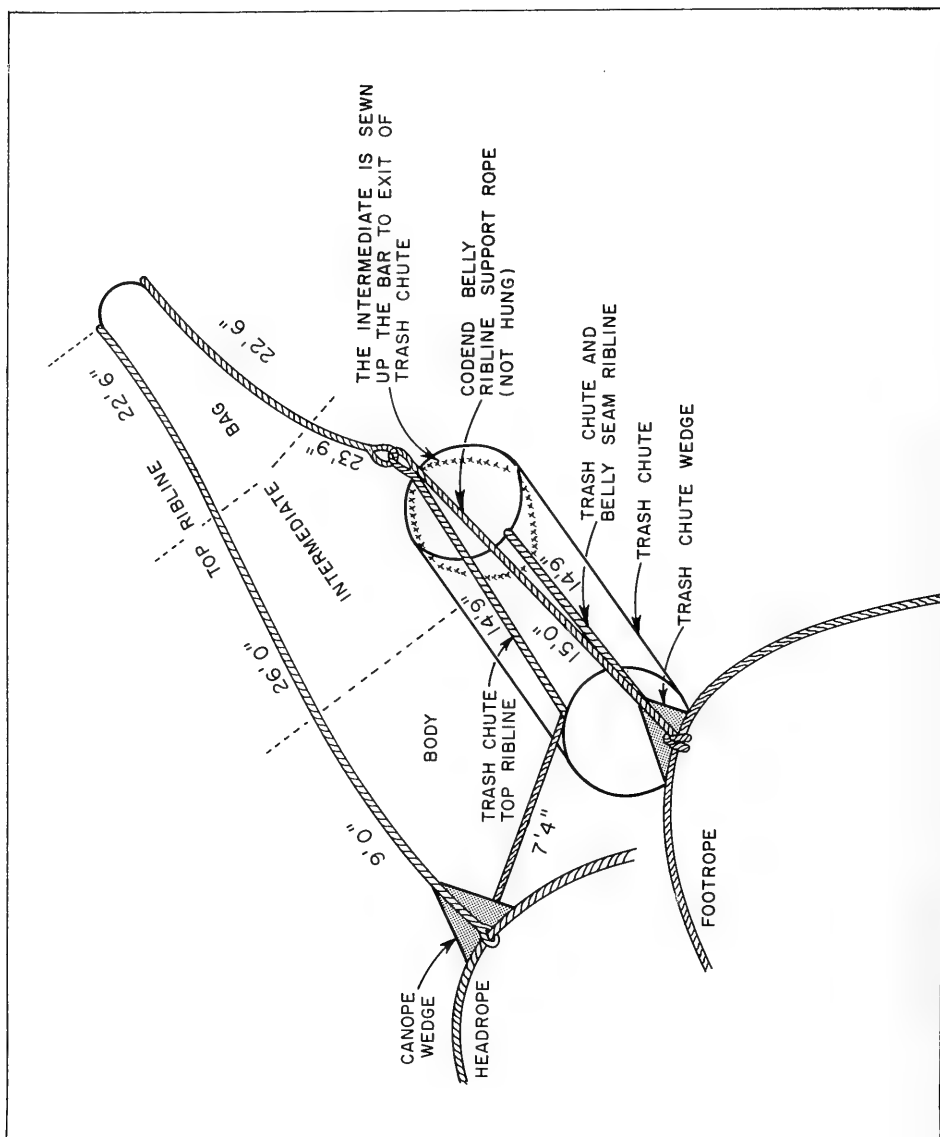 THE INTERMEDIATE IS SEWN
UP THE BAR TO EXIT OF
TRASH CHUTE
CODEND BELLY
RIBLINE SUPPORT ROPE
(NOT HUNG)
TRASH CHUTE AND
BELLY SEAM RIBLINE
TRASH CHUTE
TRASH CHUTE WEDGE
22' 6"
22' 6"
BAG
TOP RIBLINE
23'9"
INTERMEDIATE
26'0"
14'9"
14'9"
15'0"
BODY
TRASH CHUTE
TOP RIBLINE
9'0"
7'4"
CANOPE
WEDGE
HEADROPE
FOOTROPE